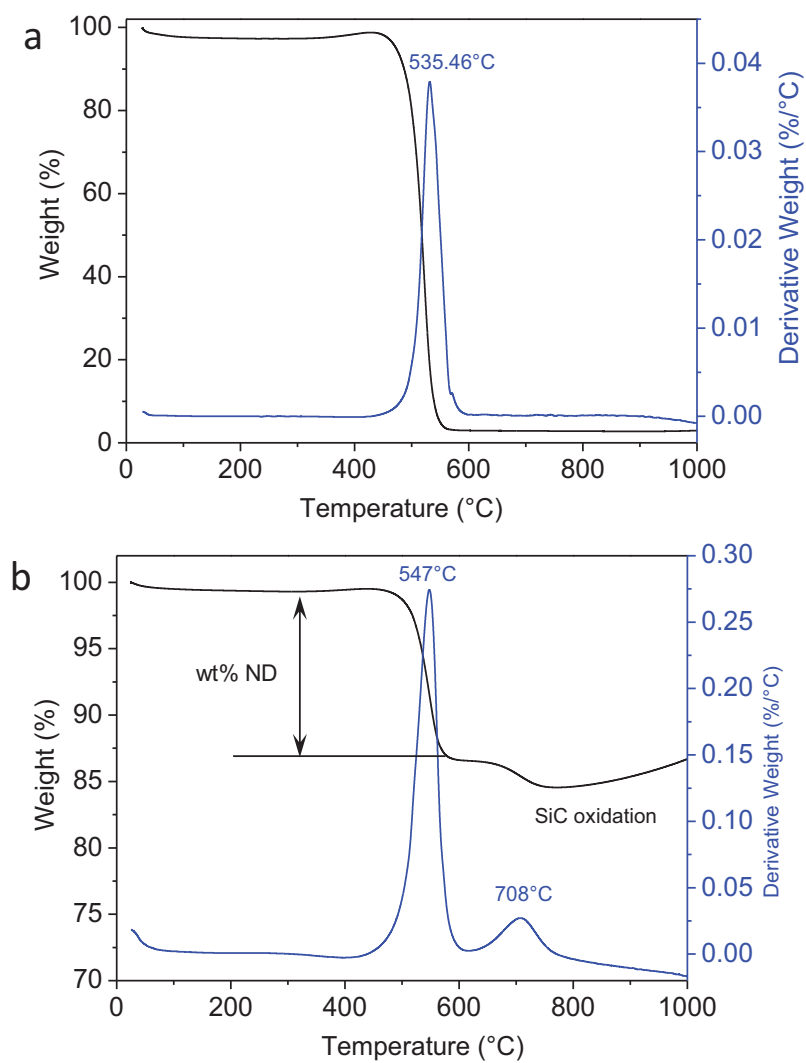 a
100
80
60
40
20
0
Weight (%)
535.46°C
0.04
0.03
0.02
0.01
0.00
Derivative Weight (%/°C)
0 200 400 600 800 1000
Temperature (°C)
b
100
95
90
85
80
75
70
Weight (%)
547°C
wt% ND
SiC oxidation
708°C
0.30
0.25
0.20
0.15
0.10
0.05
0.00
Derivative Weight (%/°C)
0 200 400 600 800 1000
Temperature (°C)